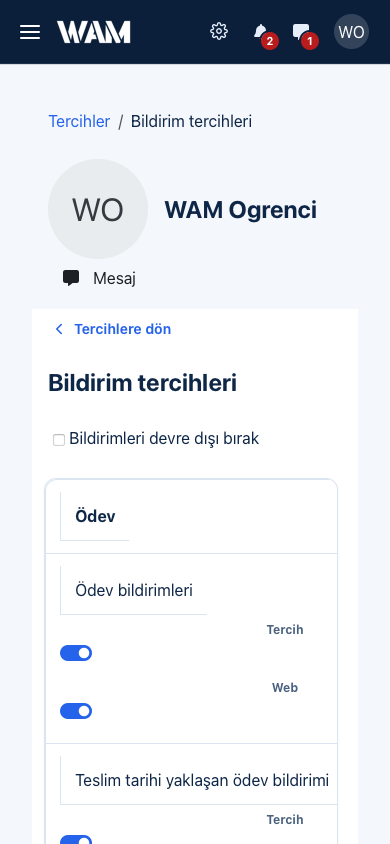 WAM
2
1
WO
Tercihler / Bildirim tercihleri
WO
WAM Ogrenci
Mesaj
Tercihlere dön
Bildirim tercihleri
Bildirimleri devre dışı bırak
Ödev
Ödev bildirimleri
Tercih
Web
Teslim tarihi yaklaşan ödev bildirimi
Tercih